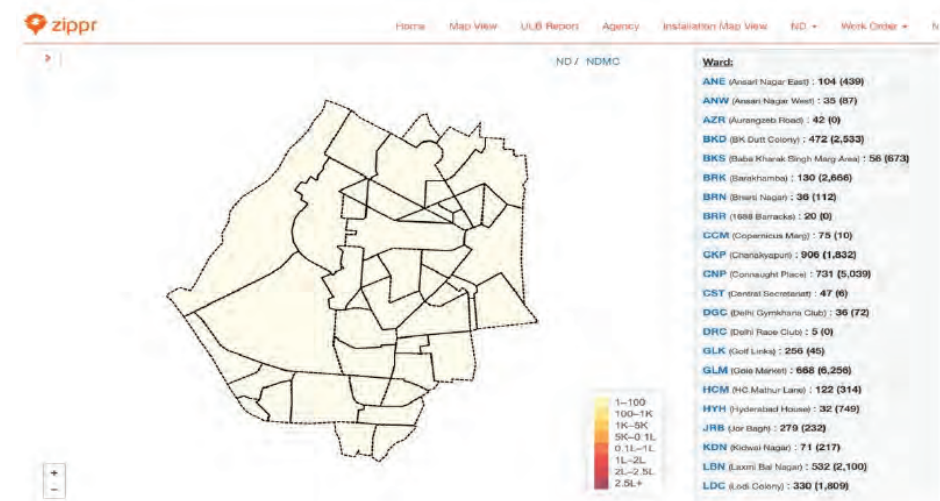 zippr
Home Map View ULB Report Agency Installation Map View ND Work Order N
ND / NDMC
Ward:
ANE (Ansari Nagar East) : 104 (439)
ANW (Ansari Nagar West) : 35 (87)
AZR (Aurangzeb Road) : 42 (0)
BKD (BK Dutt Colony) : 472 (2,533)
BKS (Baba Kharak Singh Marg Area) : 56 (673)
BRK (Barakhamba) : 130 (2,666)
BRN (Bharti Nagar) : 36 (112)
BRR (1688 Barracks) : 20 (0)
CCM (Copernicus Marg) : 75 (10)
CKP (Chanakyapuri) : 906 (1,832)
CNP (Connaught Place) : 731 (5,039)
CST (Central Secretariat) : 47 (6)
DGC (Delhi Gymkhana Club) : 36 (72)
DRC (Delhi Race Club) : 5 (0)
GLK (Golf Links) : 256 (45)
GLM (Gole Market) : 668 (6,256)
HCM (HC Mathur Lane) : 122 (314)
HYH (Hyderabad House) : 32 (749)
JRB (Jor Bagh) : 279 (232)
KDN (Kidwai Nagar) : 71 (217)
LBN (Laxmi Bai Nagar) : 532 (2,100)
LDC (Lodi Colony) : 330 (1,809)
1–100
100–1K
1K–5K
5K–0.1L
0.1L–1L
1L–2L
2L–2.5L
2.5L+
+
−